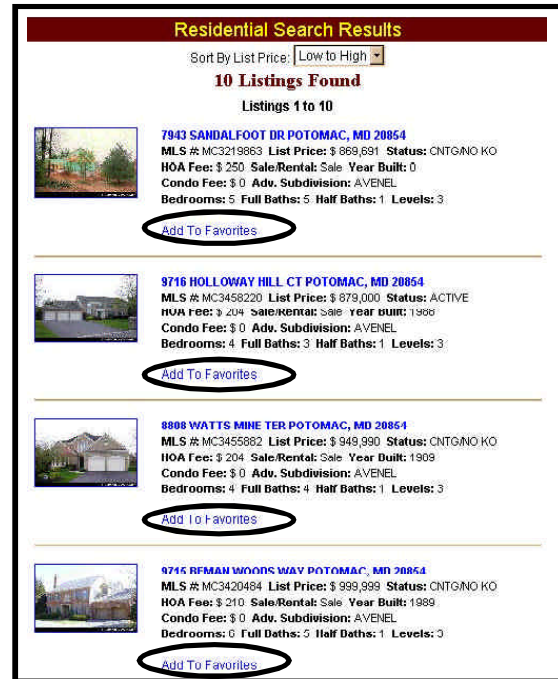 Residential Search Results
Sort By List Price: Low to High
10 Listings Found
Listings 1 to 10
7943 SANDALFOOT DR POTOMAC, MD 20854
MLS #: MC3219863 List Price: $ 869,691 Status: CNTG/NO KO
HOA Fee: $ 250 Sale/Rental: Sale Year Built: 0
Condo Fee: $ 0 Adv. Subdivision: AVENEL
Bedrooms: 5 Full Baths: 5 Half Baths: 1 Levels: 3
Add To Favorites
9716 HOLLOWAY HILL CT POTOMAC, MD 20854
MLS #: MC3458220 List Price: $ 879,000 Status: ACTIVE
HOA Fee: $ 204 Sale/Rental: Sale Year Built: 1988
Condo Fee: $ 0 Adv. Subdivision: AVENEL
Bedrooms: 4 Full Baths: 3 Half Baths: 1 Levels: 3
Add To Favorites
8808 WATTS MINE TER POTOMAC, MD 20854
MLS #: MC3455882 List Price: $ 949,990 Status: CNTG/NO KO
HOA Fee: $ 204 Sale/Rental: Sale Year Built:
Condo Fee: $ 0 Adv. Subdivision: AVENEL
Bedrooms: 4 Full Baths: 4 Half Baths: 1 Levels: 3
Add To Favorites
9715 BEMAN WOODS WAY POTOMAC, MD 20854
MLS #: MC3420484 List Price: $ 999,999 Status: CNTG/NO KO
HOA Fee: $ 210 Sale/Rental: Sale Year Built: 1989
Condo Fee: $ 0 Adv. Subdivision: AVENEL
Bedrooms: 6 Full Baths: 5 Half Baths: 1 Levels: 3
Add To Favorites